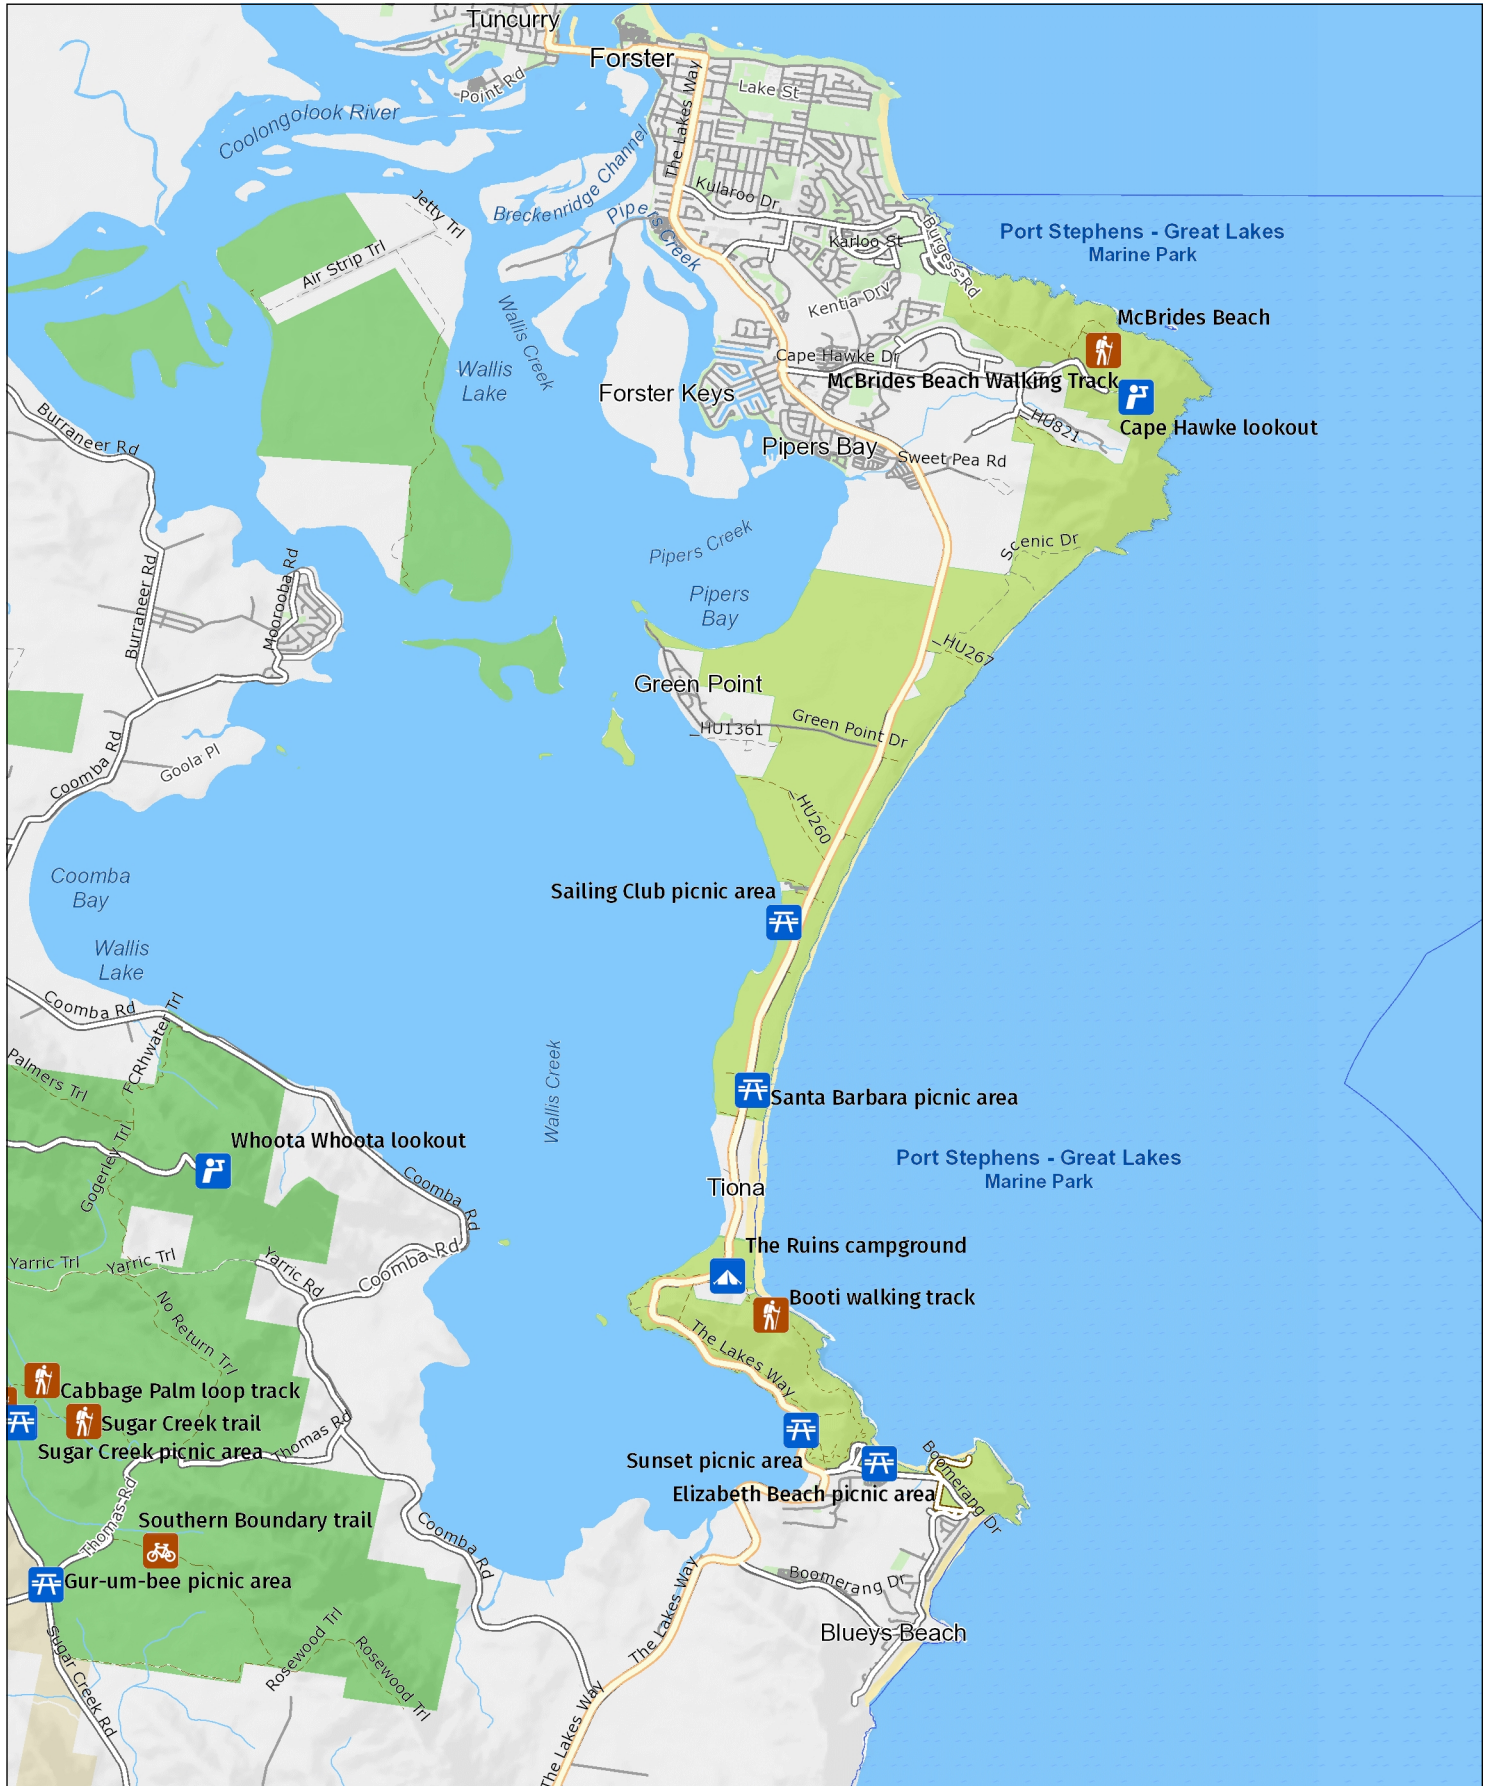 Tuncurry
Forster
Point Rd
The Lakes Way
Lake St
Coolongolook River
Breckenridge Channel
Pipers Creek
Kularoo Dr
Jetty Trl
Air Strip Trl
Karloo St
Burgess Rd
Port Stephens - Great Lakes
Marine Park
Kentia Drv
Wallis Creek
McBrides Beach
Wallis
Lake
Cape Hawke Dr
McBrides Beach Walking Track
Forster Keys
HU821
Cape Hawke lookout
Burraneer Rd
Pipers Bay
Sweet Pea Rd
Pipers Creek
Scenic Dr
Burraneer Rd
Moorooba Rd
Pipers
Bay
_HU267
Green Point
_HU1361
Green Point Dr
Coomba Rd
Goola Pl
HU260
Coomba
Bay
Sailing Club picnic area
Wallis
Lake
Coomba Rd
FCRhwater Trl
Palmers Trl
Wallis Creek
Santa Barbara picnic area
Whoota Whoota lookout
Gogerley Trl
Coomba Rd
Port Stephens - Great Lakes
Marine Park
Tiona
Yarric Trl
Yarric Trl
Yarric Rd
Coomba Rd
The Ruins campground
Booti walking track
No Return Trl
The Lakes Way
Cabbage Palm loop track
Sugar Creek trail
Sugar Creek picnic area
Thomas Rd
Sunset picnic area
Elizabeth Beach picnic area
Boomerang Dr
Thomas Rd
Southern Boundary trail
Coomba Rd
Gur-um-bee picnic area
Boomerang Dr
The Lakes Way
Blueys Beach
Sugar Creek Rd
Rosewood Trl
Rosewood Trl
The Lakes Way